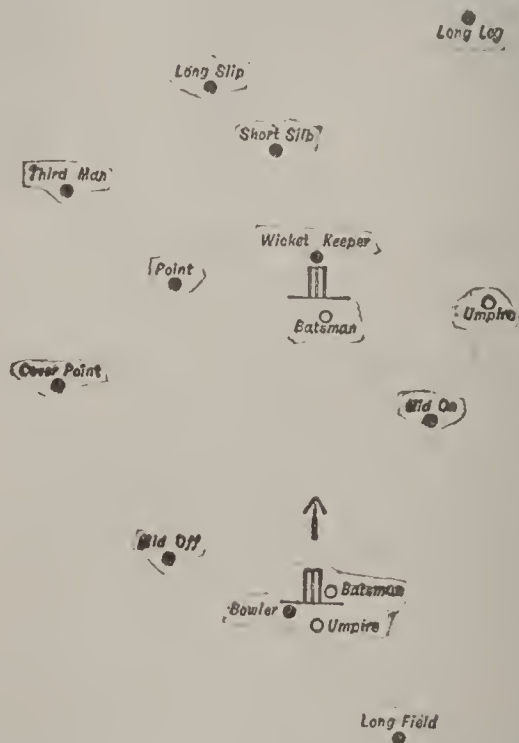 Long Leg
Long Slip
Short Slip
Third Man
Wicket Keeper
Point
Umpire
Batsman
Cover Point
Mid On
Mid Off
Batsman
Bowler
Umpire
Long Field